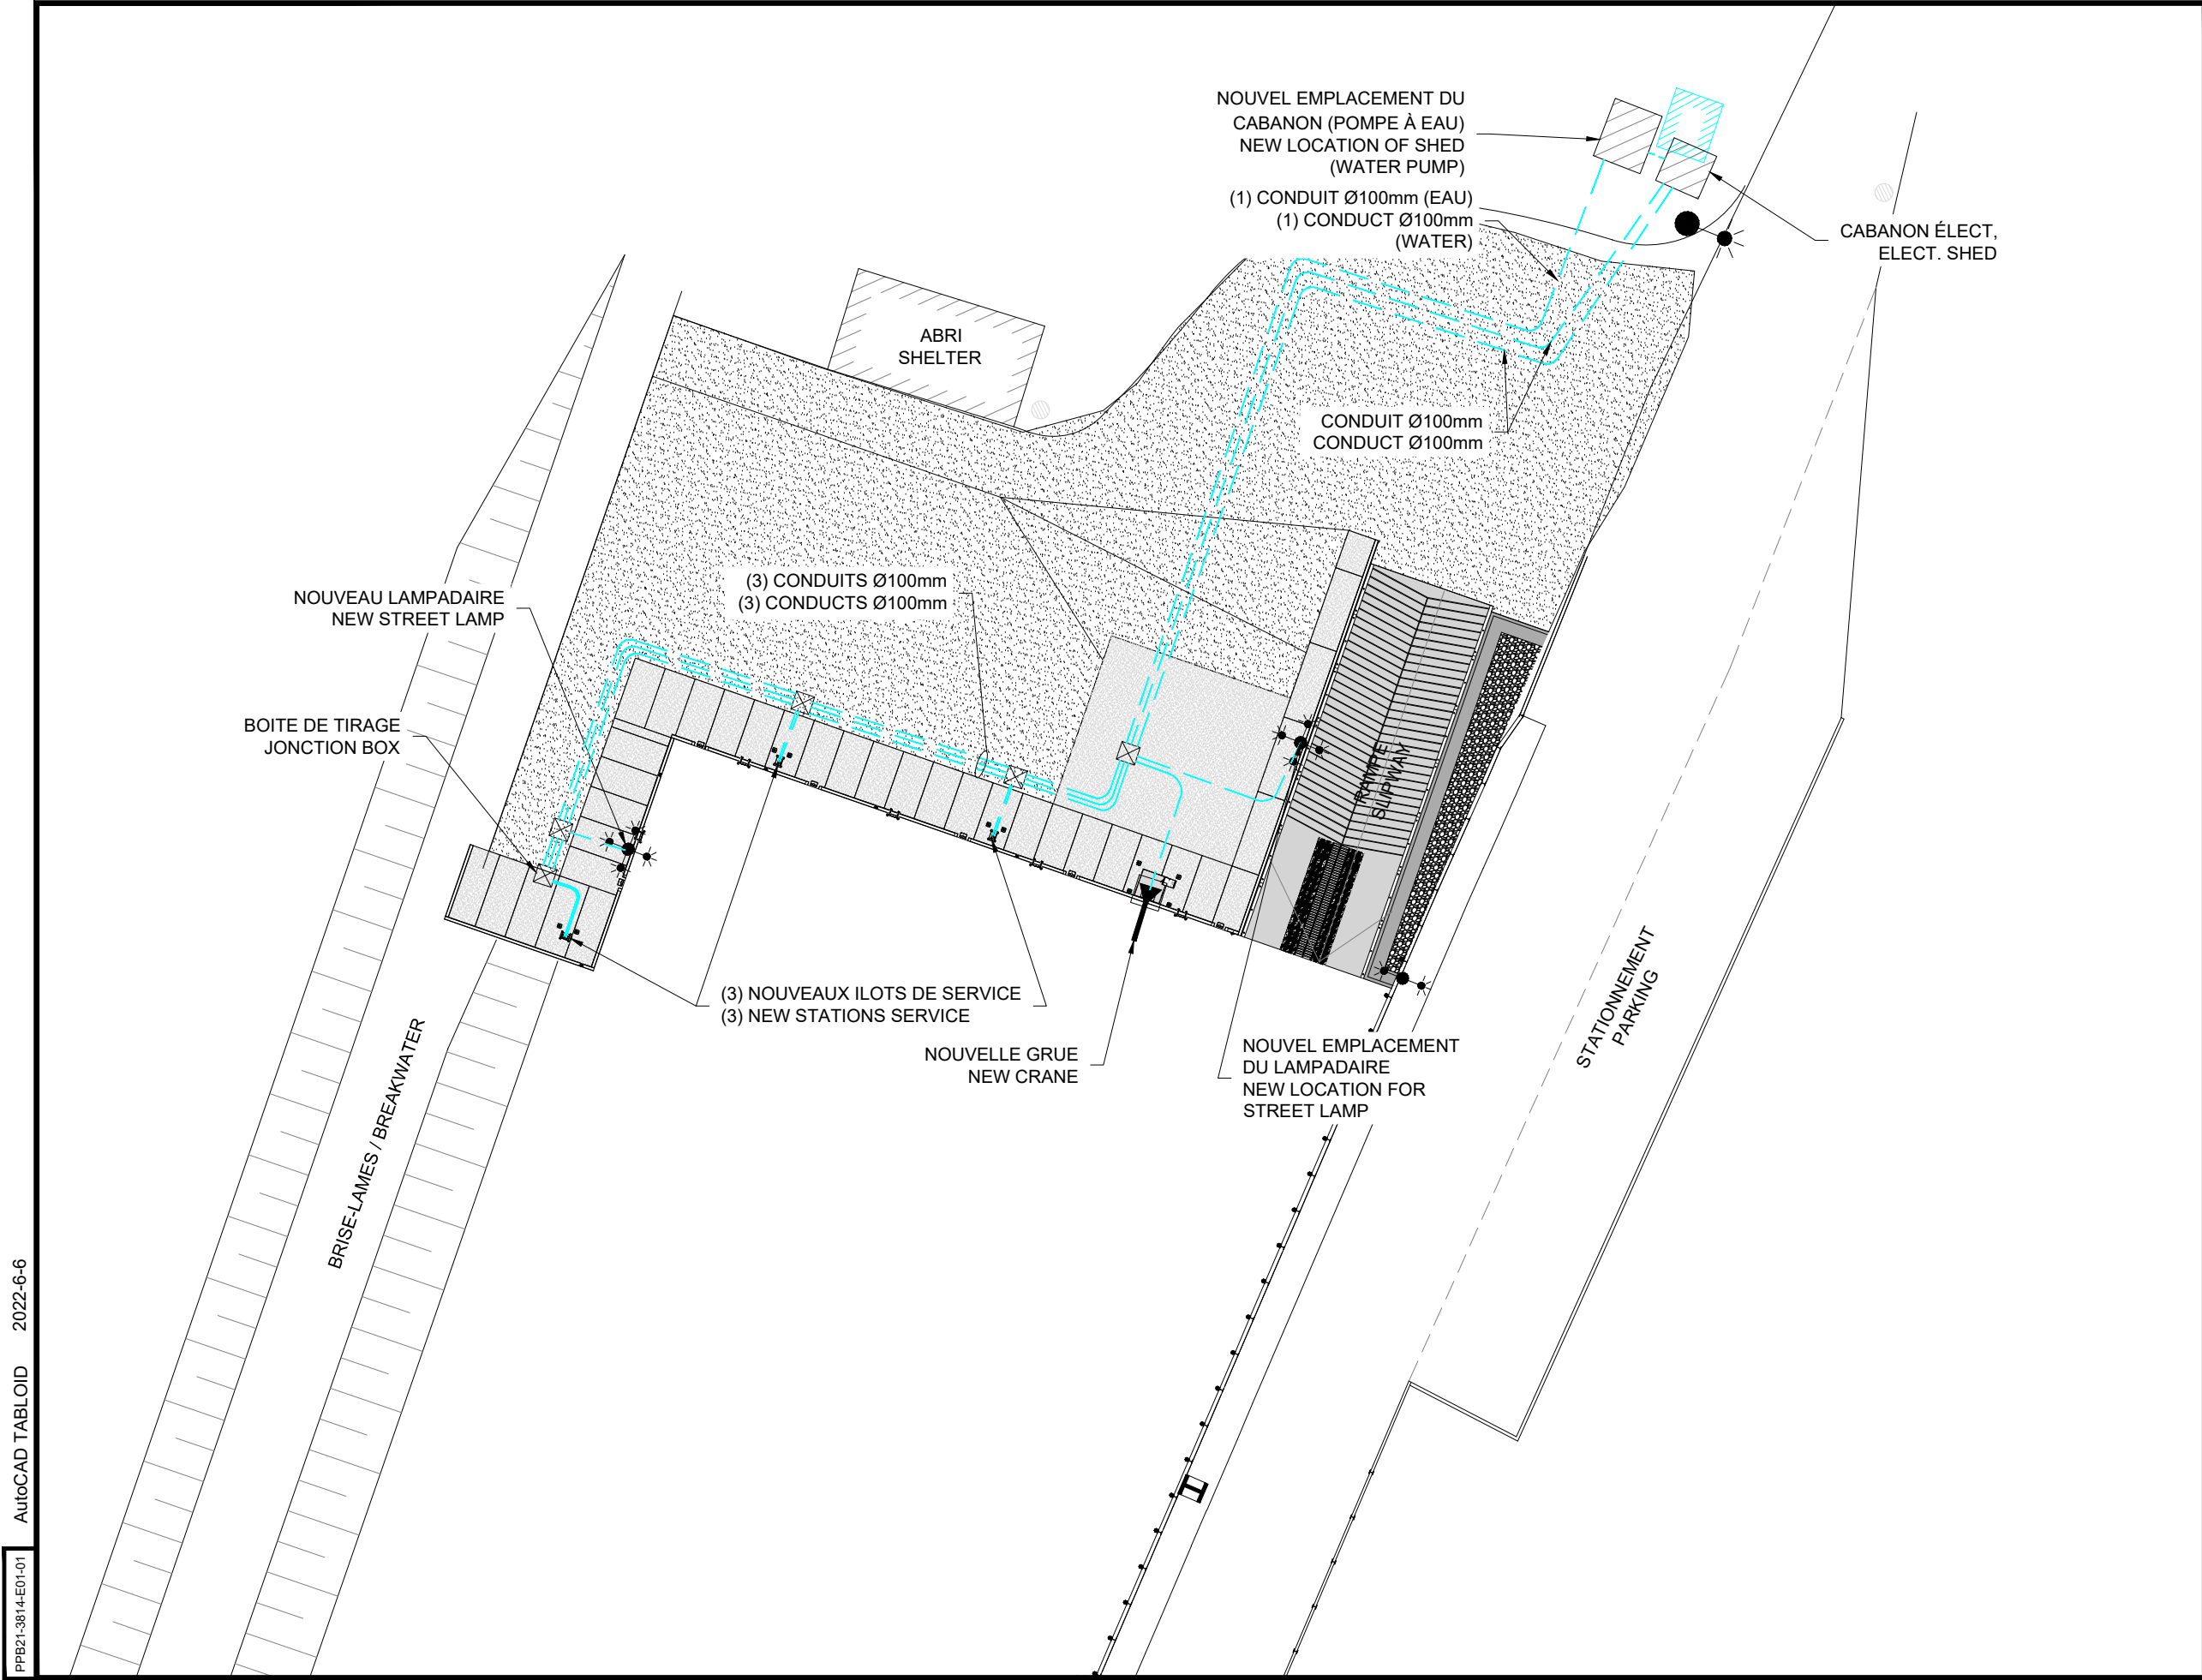 NOUVEL EMPLACEMENT DU
CABANON (POMPE À EAU)
NEW LOCATION OF SHED
(WATER PUMP)
(1) CONDUIT Ø100mm (EAU)
(1) CONDUCT Ø100mm
(WATER)
CABANON ÉLECT,
ELECT. SHED
ABRI
SHELTER
CONDUIT Ø100mm
CONDUCT Ø100mm
(3) CONDUITS Ø100mm
(3) CONDUCTS Ø100mm
NOUVEAU LAMPADAIRE
NEW STREET LAMP
BOITE DE TIRAGE
JONCTION BOX
RAMPE
SLIPWAY
(3) NOUVEAUX ILOTS DE SERVICE
(3) NEW STATIONS SERVICE
NOUVELLE GRUE
NEW CRANE
NOUVEL EMPLACEMENT
DU LAMPADAIRE
NEW LOCATION FOR
STREET LAMP
STATIONNEMENT
PARKING
BRISE-LAMES / BREAKWATER
AutoCAD TABLOID 2022-6-6
PPB21-3814-E01-01